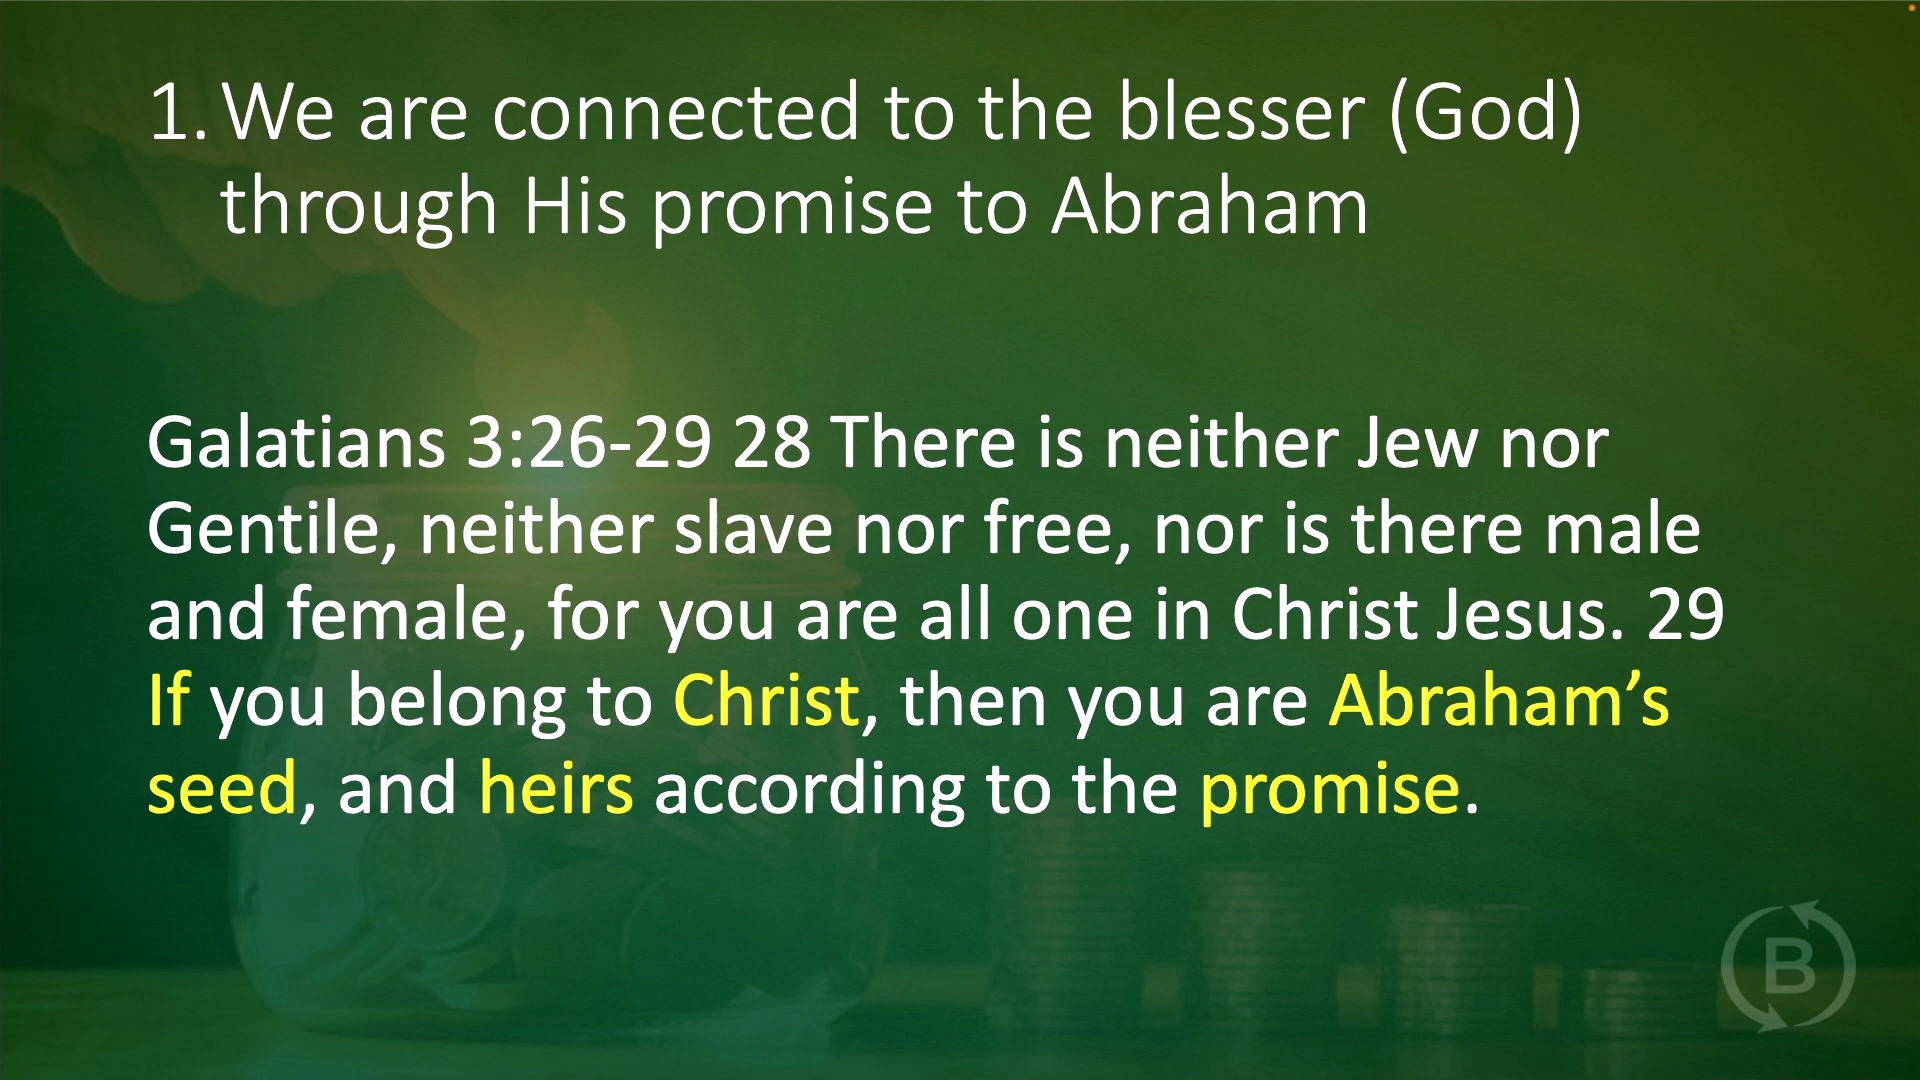 1. We are connected to the blesser (God)
through His promise to Abraham
Galatians 3:26-29 28 There is neither Jew nor
Gentile, neither slave nor free, nor is there male
and female, for you are all one in Christ Jesus. 29
If you belong to Christ, then you are Abraham’s
seed, and heirs according to the promise.
B